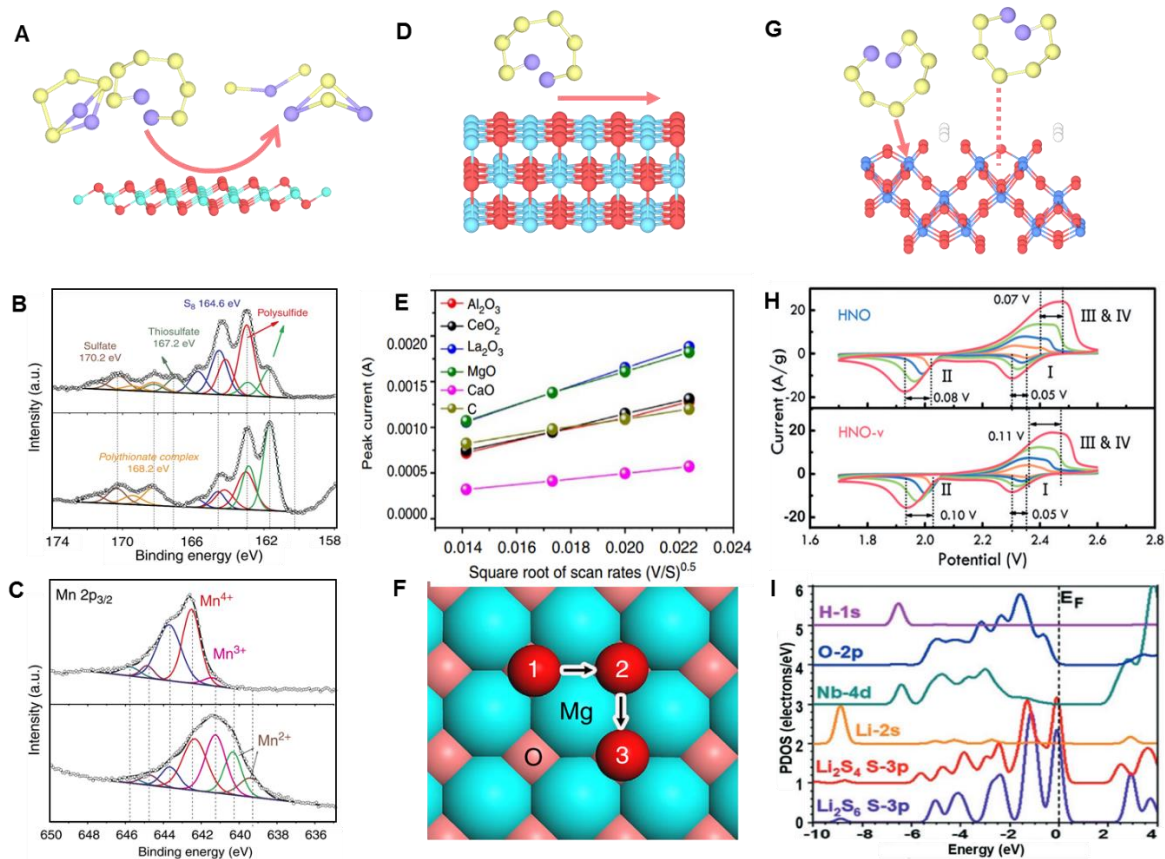 A
D
G
B
Sulfate
170.2 eV
S8 164.6 eV
Thiosulfate
167.2 eV
Polysulfide
Polythionate complex
168.2 eV
Intensity (a.u.)
174 170 166 162 158
Binding energy (eV)
C
Mn 2p3/2
Mn4+
Mn3+
Mn2+
Intensity (a.u.)
650 648 646 644 642 640 638 636
Binding energy (eV)
E
Al2O3
CeO2
La2O3
MgO
CaO
C
Peak current (A)
0.0020
0.0015
0.0010
0.0005
0.0000
0.014 0.016 0.018 0.020 0.022 0.024
Square root of scan rates (V/S)0.5
F
1
2
3
Mg
O
H
HNO
0.07 V
III & IV
II
I
0.08 V
0.05 V
HNO-v
0.11 V
III & IV
II
I
0.10 V
0.05 V
Current (A/g)
20
0
-20
20
0
-20
1.6 1.8 2.0 2.2 2.4 2.6 2.8
Potential (V)
I
EF
H-1s
O-2p
Nb-4d
Li-2s
Li2S4 S-3p
Li2S6 S-3p
PDOS (electrons/eV)
6
5
4
3
2
1
0
-10 -8 -6 -4 -2 0 2 4
Energy (eV)